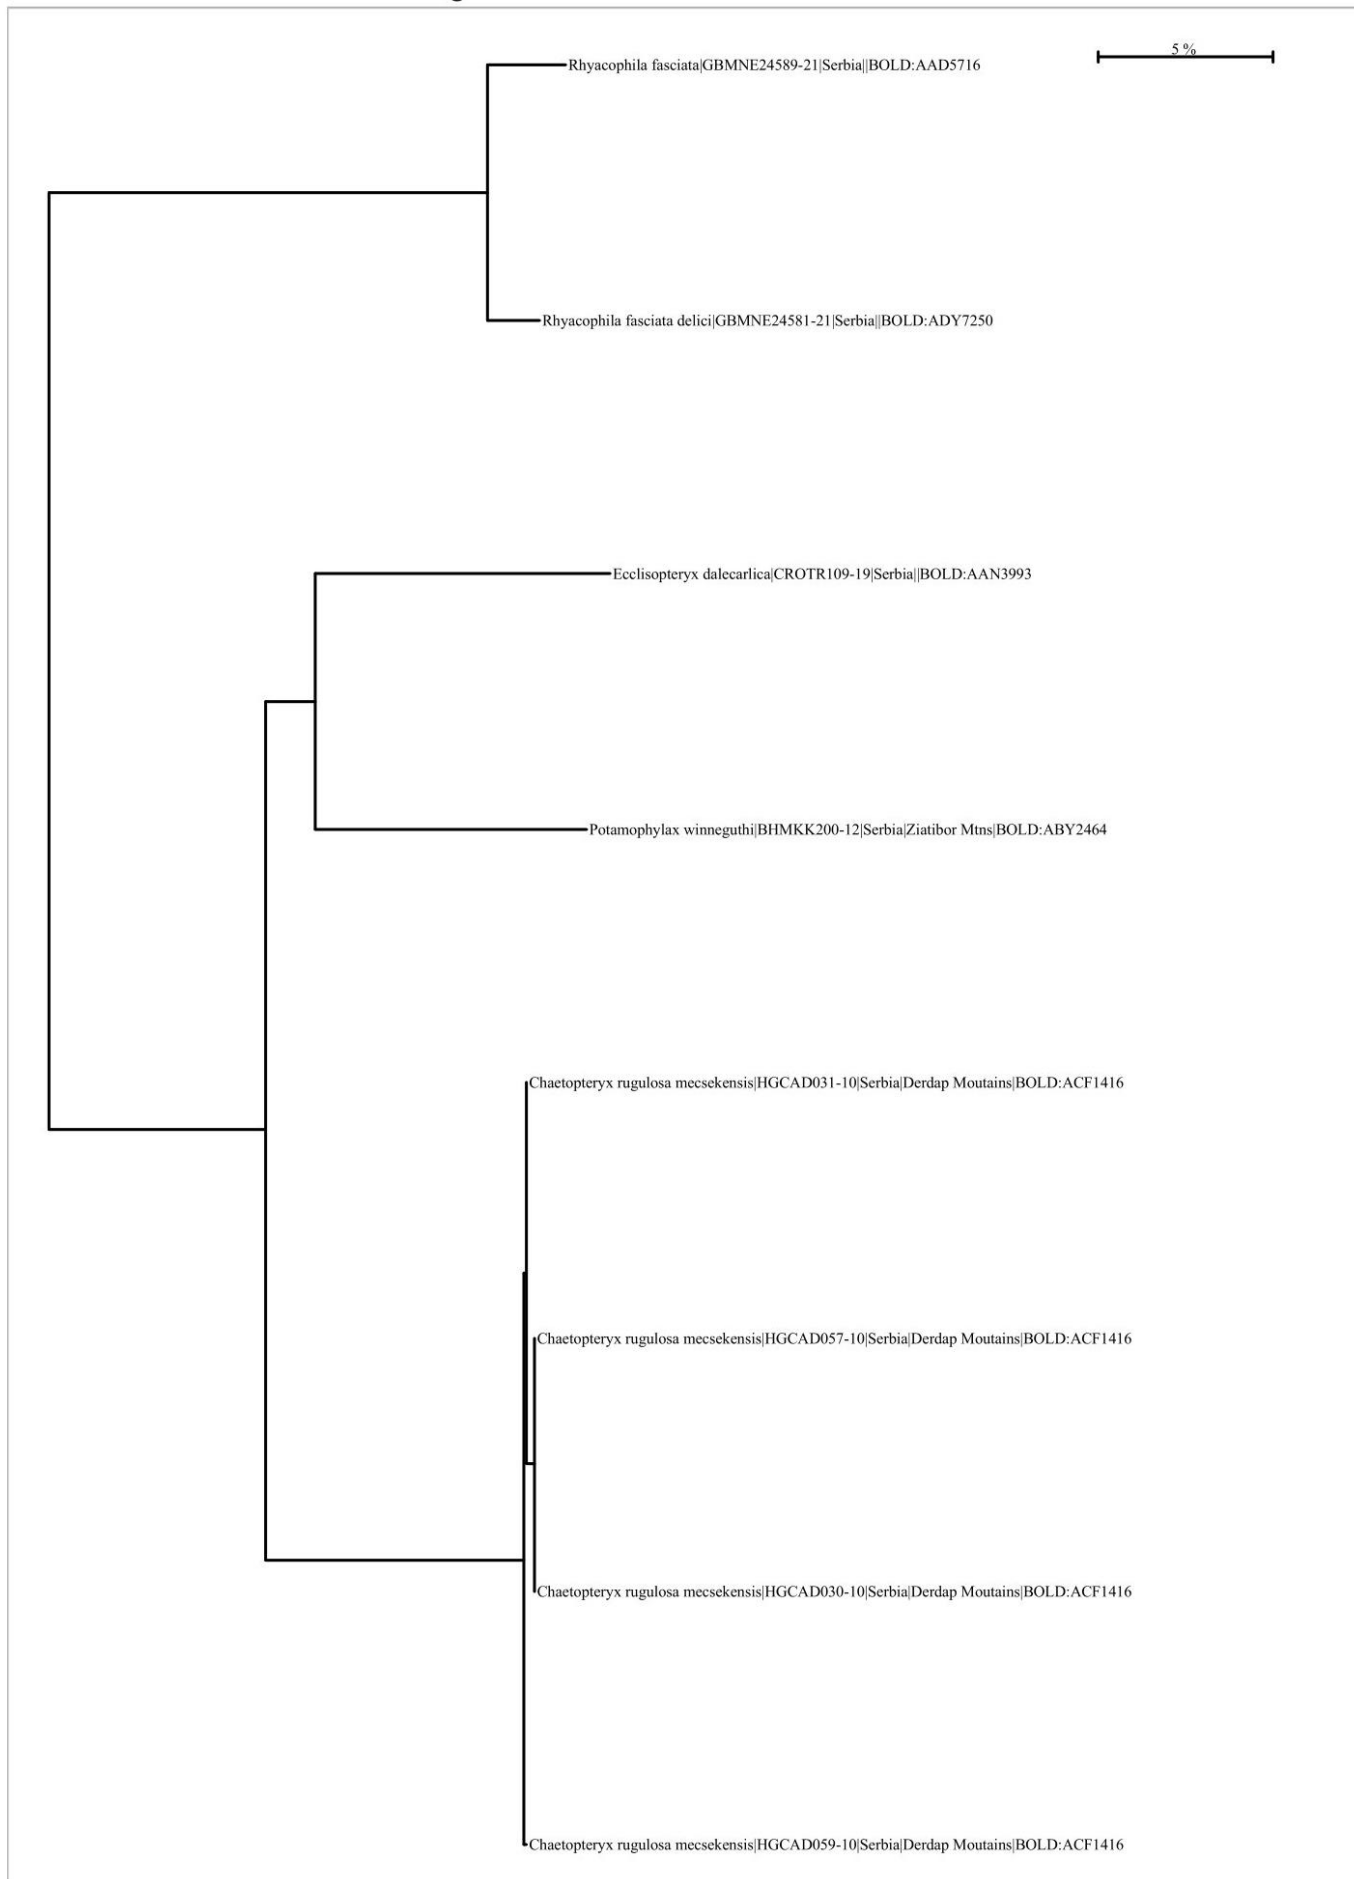 5 %
Rhyacophila fasciata|GBMNE24589-21|Serbia||BOLD:AAD5716
Rhyacophila fasciata delici|GBMNE24581-21|Serbia||BOLD:ADY7250
Ecclisopteryx dalecarlica|CROTR109-19|Serbia||BOLD:AAN3993
Potamophylax winneguthi|BHMKK200-12|Serbia|Ziatibor Mtns|BOLD:ABY2464
Chaetopteryx rugulosa mecsekensis|HGCAD031-10|Serbia|Derdap Moutains|BOLD:ACF1416
Chaetopteryx rugulosa mecsekensis|HGCAD057-10|Serbia|Derdap Moutains|BOLD:ACF1416
Chaetopteryx rugulosa mecsekensis|HGCAD030-10|Serbia|Derdap Moutains|BOLD:ACF1416
Chaetopteryx rugulosa mecsekensis|HGCAD059-10|Serbia|Derdap Moutains|BOLD:ACF1416